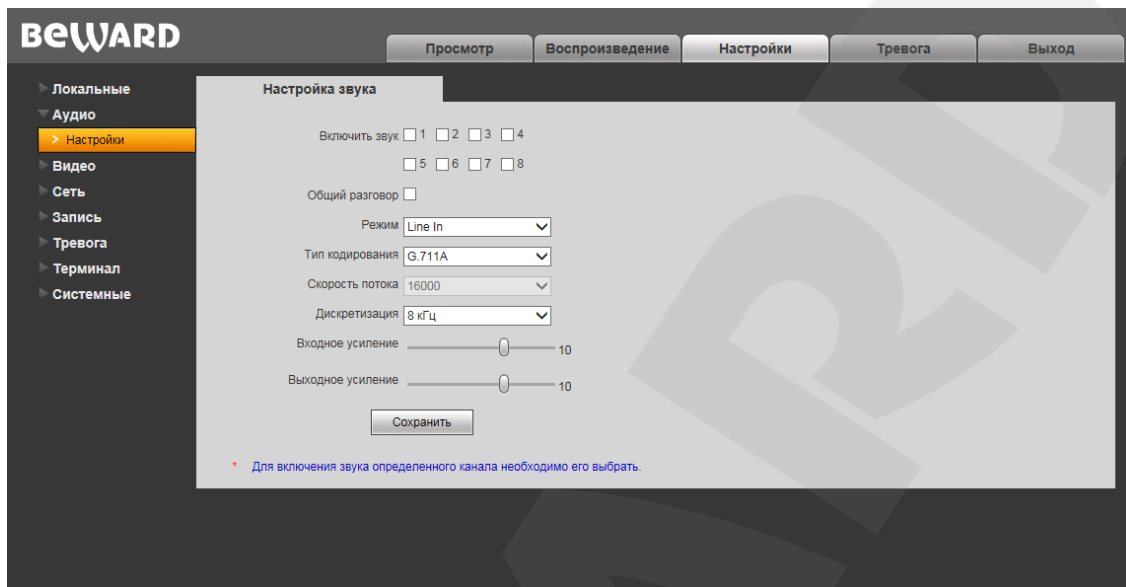 BEWARD
Просмотр Воспроизведение Настройки Тревога Выход
Локальные
Аудио
> Настройки
Видео
Сеть
Запись
Тревога
Терминал
Системные
Настройка звука
Включить звук 1 2 3 4
5 6 7 8
Общий разговор
Режим Line In
Тип кодирования G.711A
Скорость потока 16000
Дискретизация 8 кГц
Входное усиление 10
Выходное усиление 10
Сохранить
* Для включения звука определенного канала необходимо его выбрать.